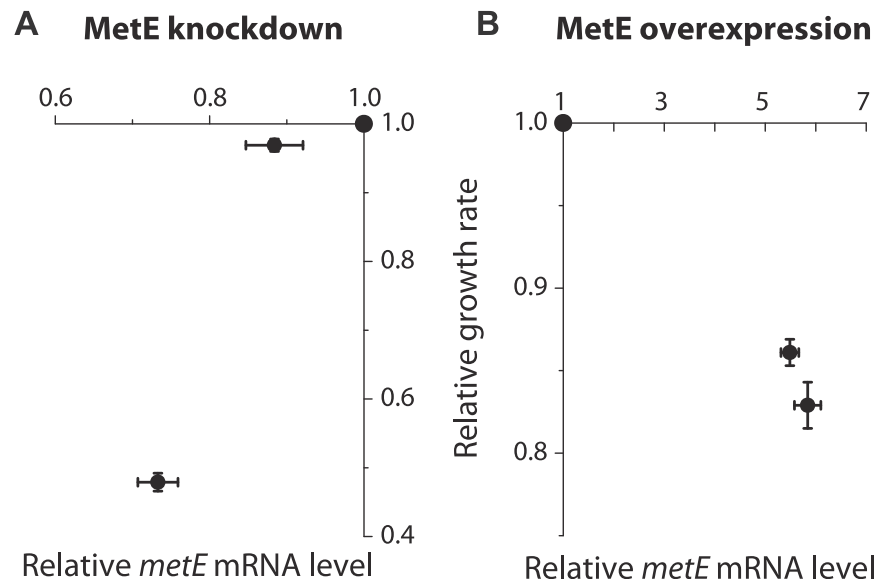 A MetE knockdown
0.6 0.8 1.0
1.0
0.8
0.6
0.4
Relative metE mRNA level
B MetE overexpression
1 3 5 7
1.0
0.9
0.8
Relative growth rate
Relative metE mRNA level